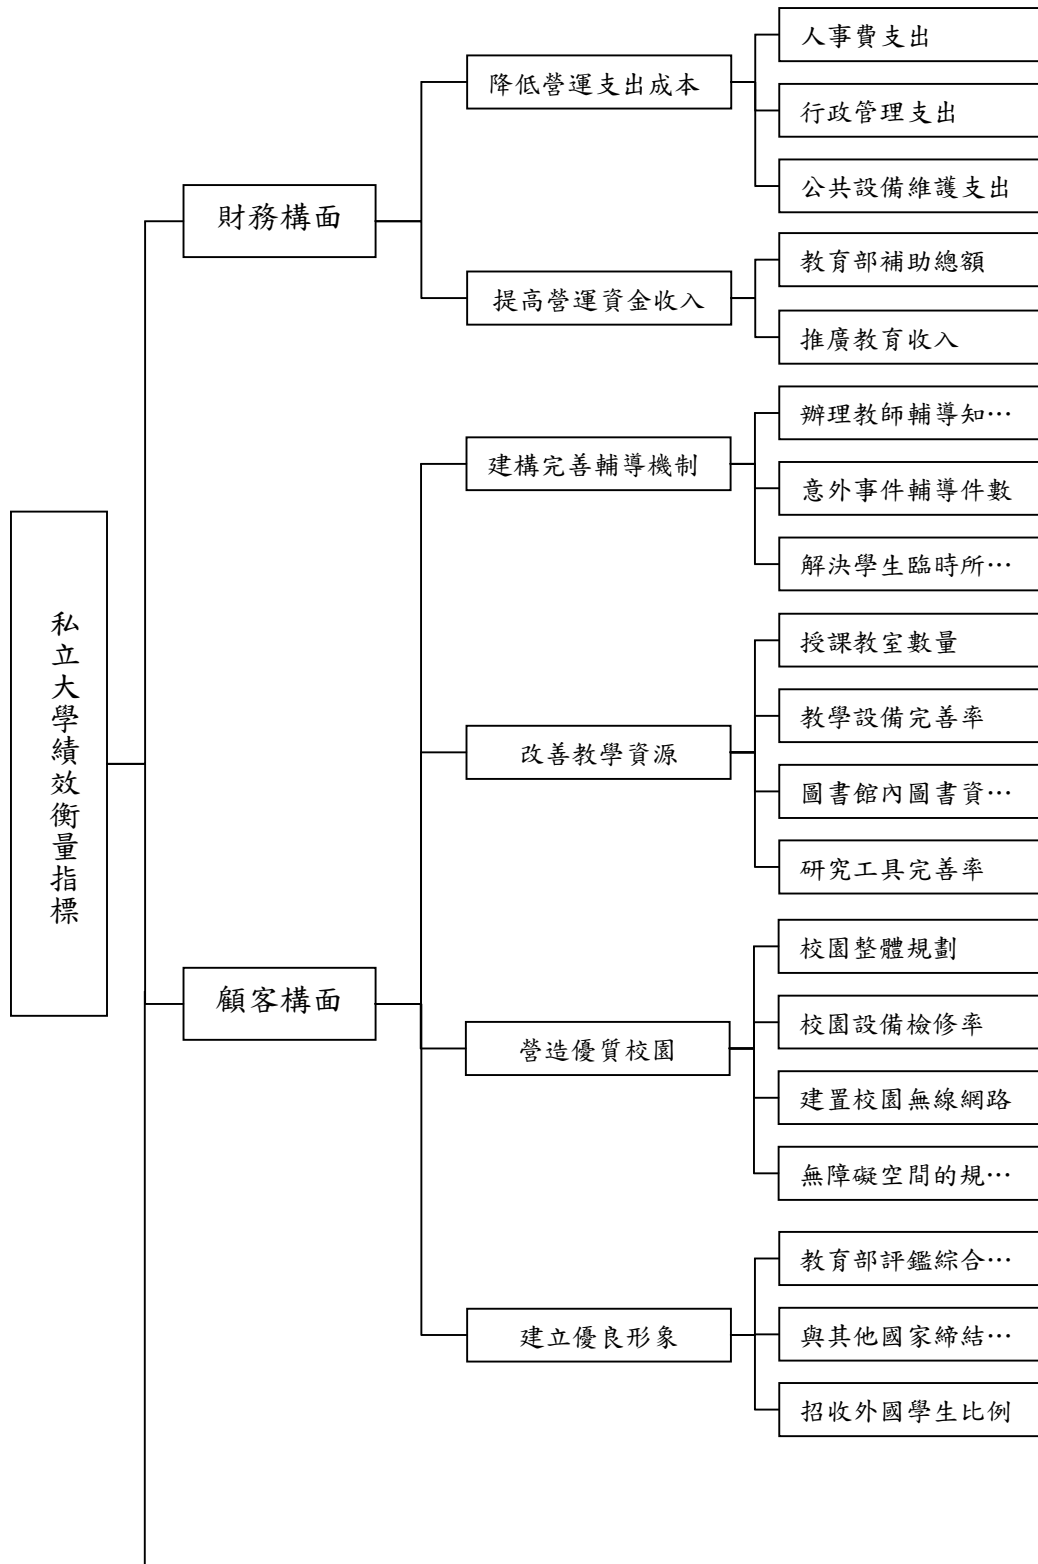 私立大學績效衡量指標
財務構面
降低營運支出成本
人事費支出
行政管理支出
公共設備維護支出
提高營運資金收入
教育部補助總額
推廣教育收入
顧客構面
建構完善輔導機制
辦理教師輔導知…
意外事件輔導件數
解決學生臨時所…
改善教學資源
授課教室數量
教學設備完善率
圖書館內圖書資…
研究工具完善率
營造優質校園
校園整體規劃
校園設備檢修率
建置校園無線網路
無障礙空間的規…
建立優良形象
教育部評鑑綜合…
與其他國家締結…
招收外國學生比例